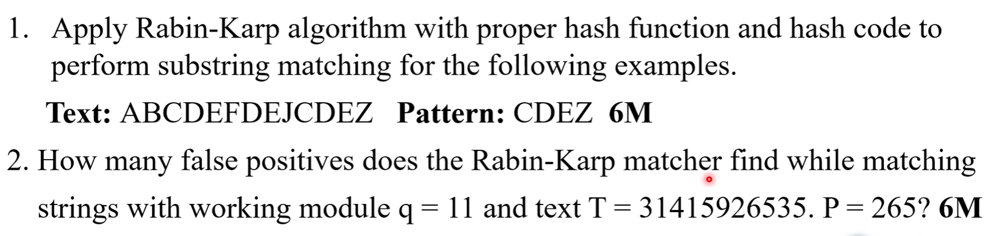 1. Apply Rabin-Karp algorithm with proper hash function and hash code to
perform substring matching for the following examples.
Text: ABCDEFDEJCDEZ Pattern: CDEZ 6M
2. How many false positives does the Rabin-Karp matcher find while matching
strings with working module q = 11 and text T = 31415926535. P = 265? 6M